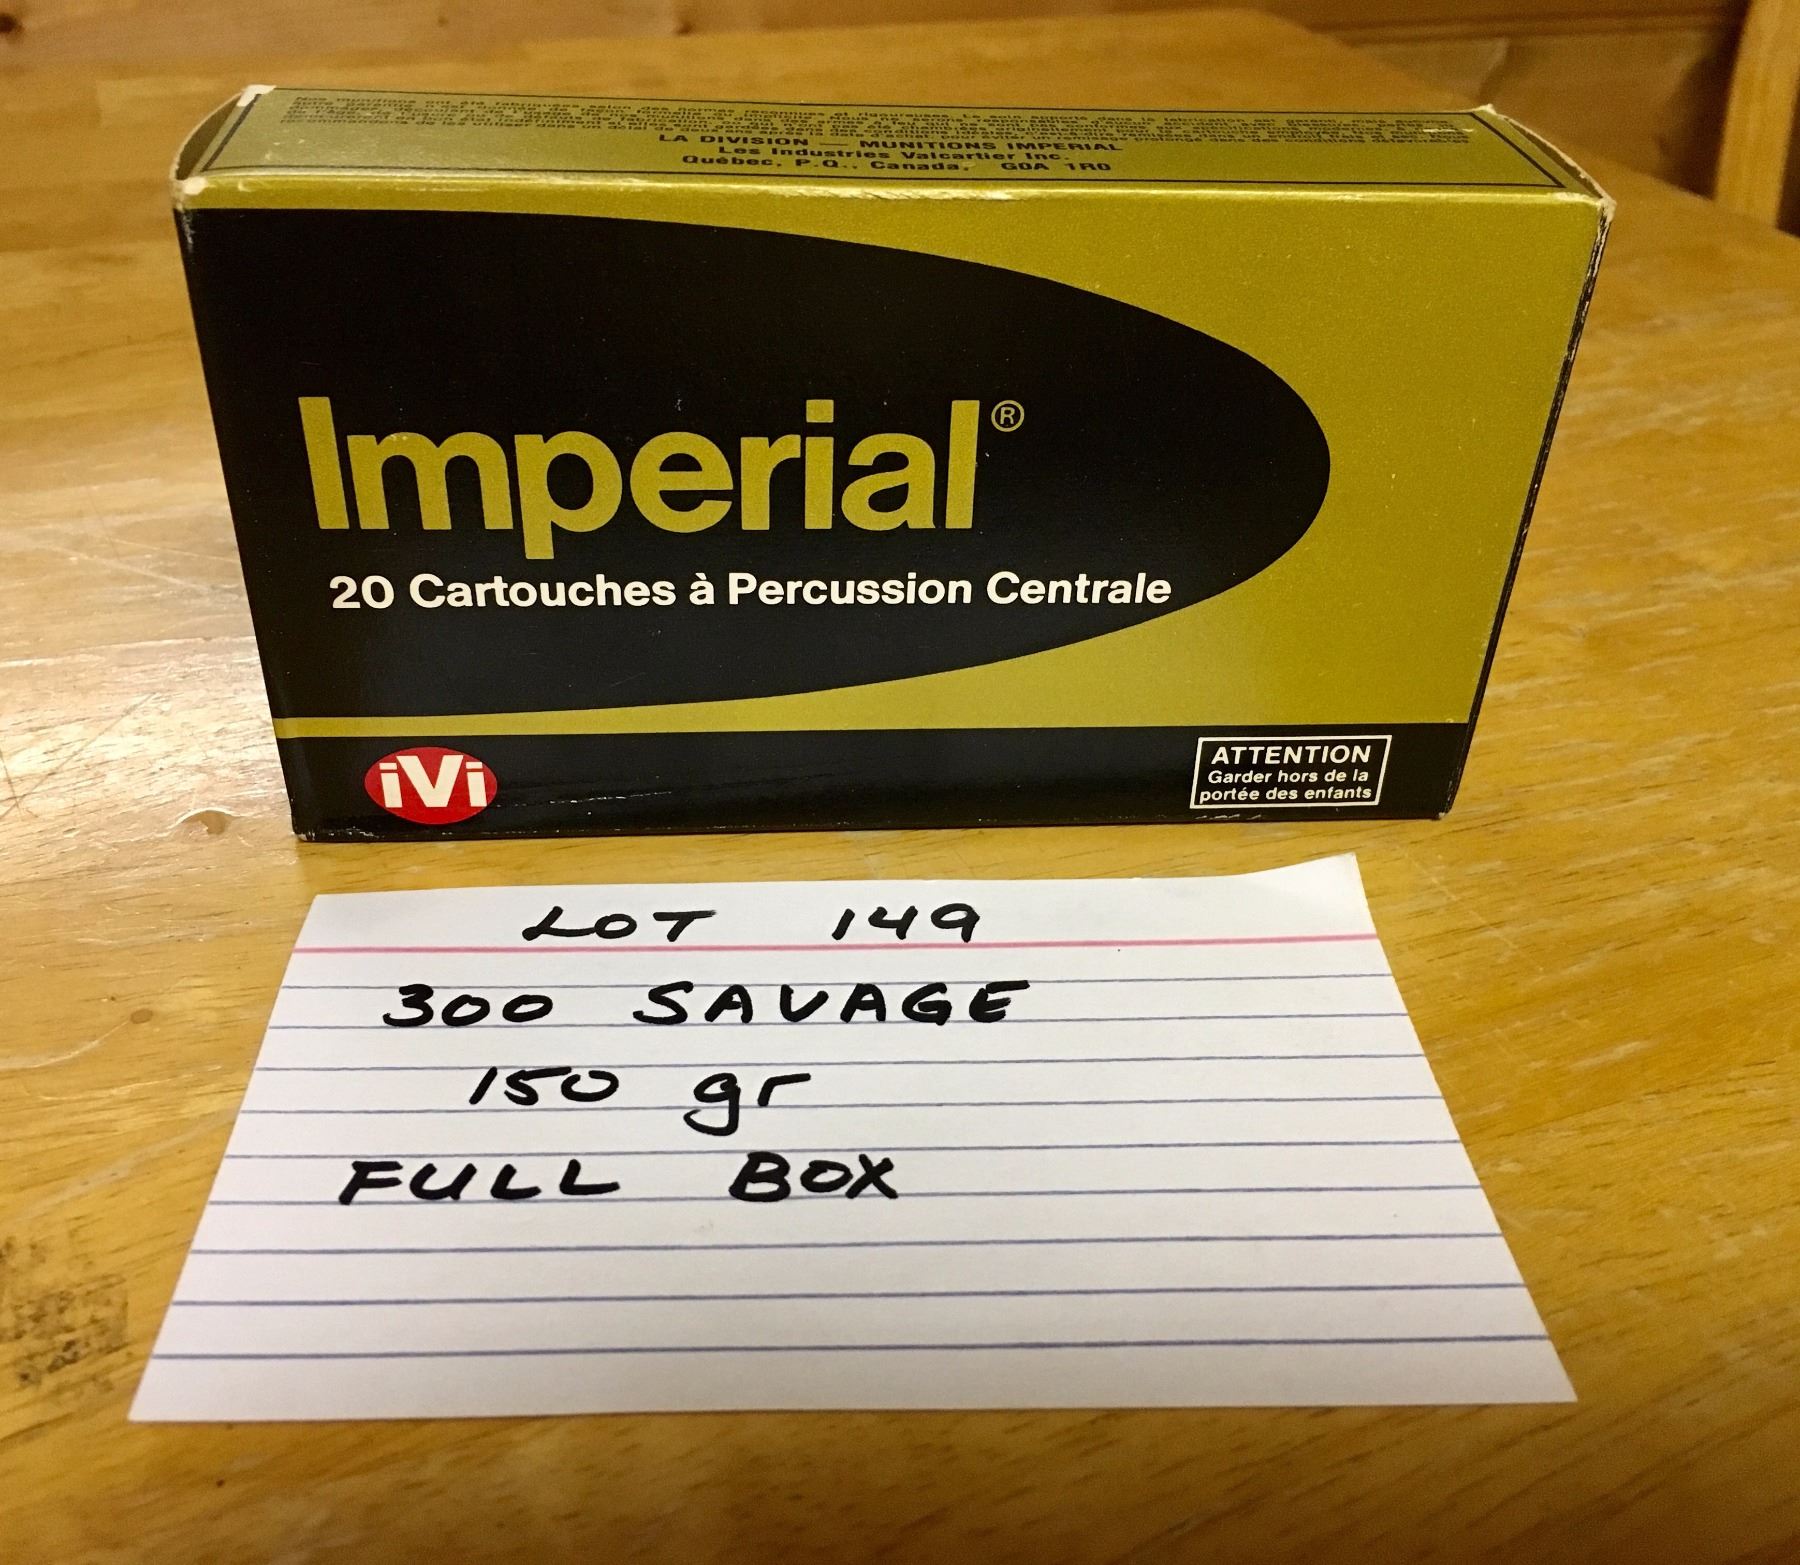 LA DIVISION — MUNITIONS IMPERIAL
Les Industries Valcartier Inc.
Québec, P.Q., Canada, G0A 1R0
Imperial®
20 Cartouches à Percussion Centrale
iVi
ATTENTION
Garder hors de la
portée des enfants
LOT 149
300 SAVAGE
150 gr
FULL BOX